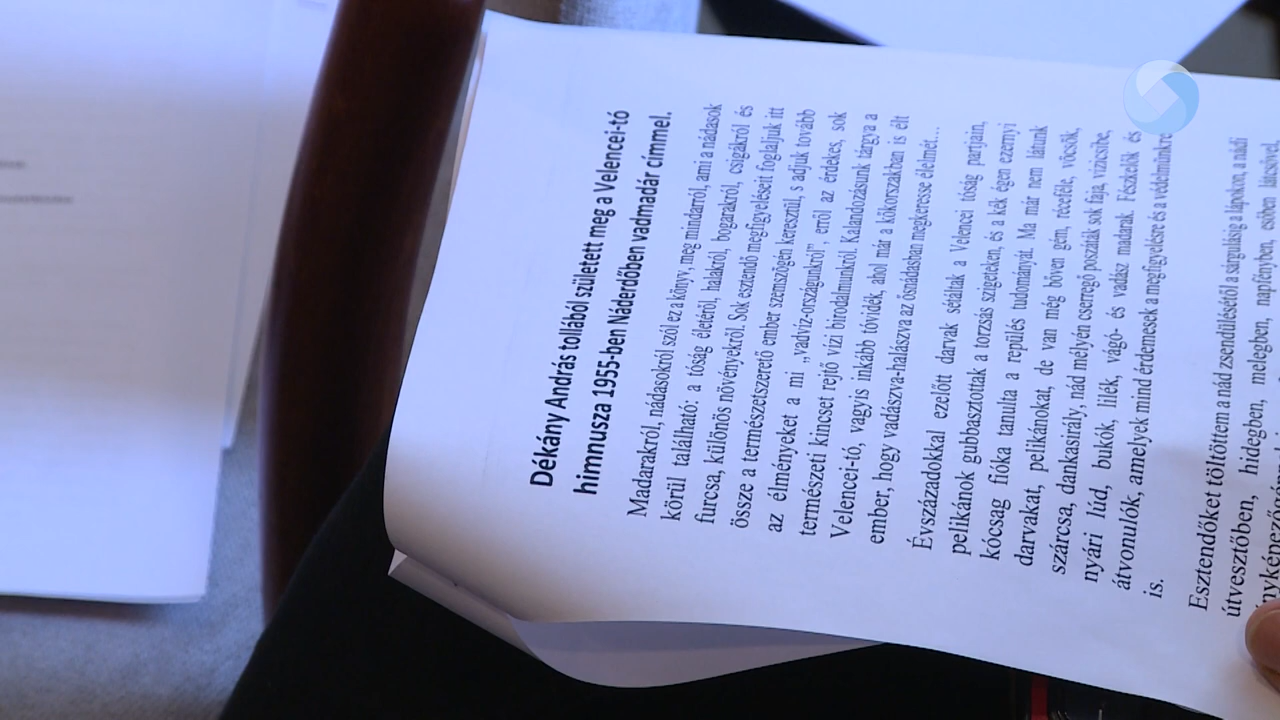 Dékány András tollából született meg a Velencei-tó
himnusza 1955-ben Náderdőben vadmadár címmel.
Madarakról, nádasokról szól ez a könyv, meg mindarról, ami a nádasok
körül található: a tóság életéről, halakról, bogarakról, csigákról és
furcsa, különös növényekről. Sok esztendő megfigyeléseit foglaljuk itt
össze a természetszerető ember szemszögén keresztül, s adjuk tovább
az élményeket a mi „vadvíz-országunkról”, erről az érdekes, sok
természeti kincset rejtő vízi birodalmunkról. Kalandozásunk tárgya a
Velencei-tó, vagyis inkább tóvidék, ahol már a kőkorszakban is élt
ember, hogy vadászva-halászva az ősnádasban megkeresse élelmét...
Évszázadokkal ezelőtt darvak sétáltak a Velencei tóság partjain,
pelikánok gubbasztottak a torzsás szigeteken, és a kék égen ezernyi
kócsag fióka tanulta a repülés tudományát. Ma már nem látunk
darvakat, pelikánokat, de van még bőven gém, réceféle, vöcsök,
szárcsa, dankasirály, nád mélyén cserregő poszáták sok faja, vízicsibe,
nyári lúd, bukók, lilék, vágó- és vadász madarak. Fészkelők és
átvonulók, amelyek mind érdemesek a megfigyelésre és a védelmünkre
is.
Esztendőket töltöttem a nád zsendülésétől a sárgulásig a lápokon, a nádi
útvesztőben, hidegben, melegben, napfényben, esőben látcsővel,